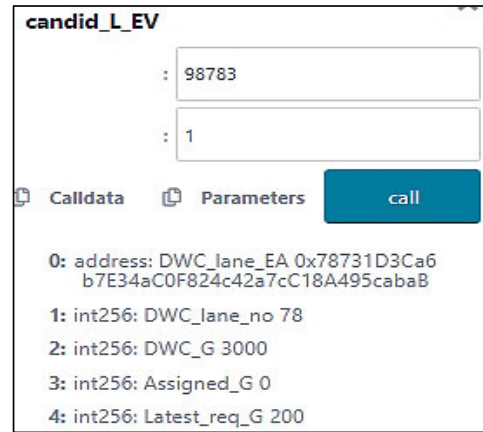 candid_L_EV
: 98783
: 1
Calldata Parameters call
0: address: DWC_lane_EA 0x78731D3Ca6
b7E34aC0F824c42a7cC18A495cabaB
1: int256: DWC_lane_no 78
2: int256: DWC_G 3000
3: int256: Assigned_G 0
4: int256: Latest_req_G 200